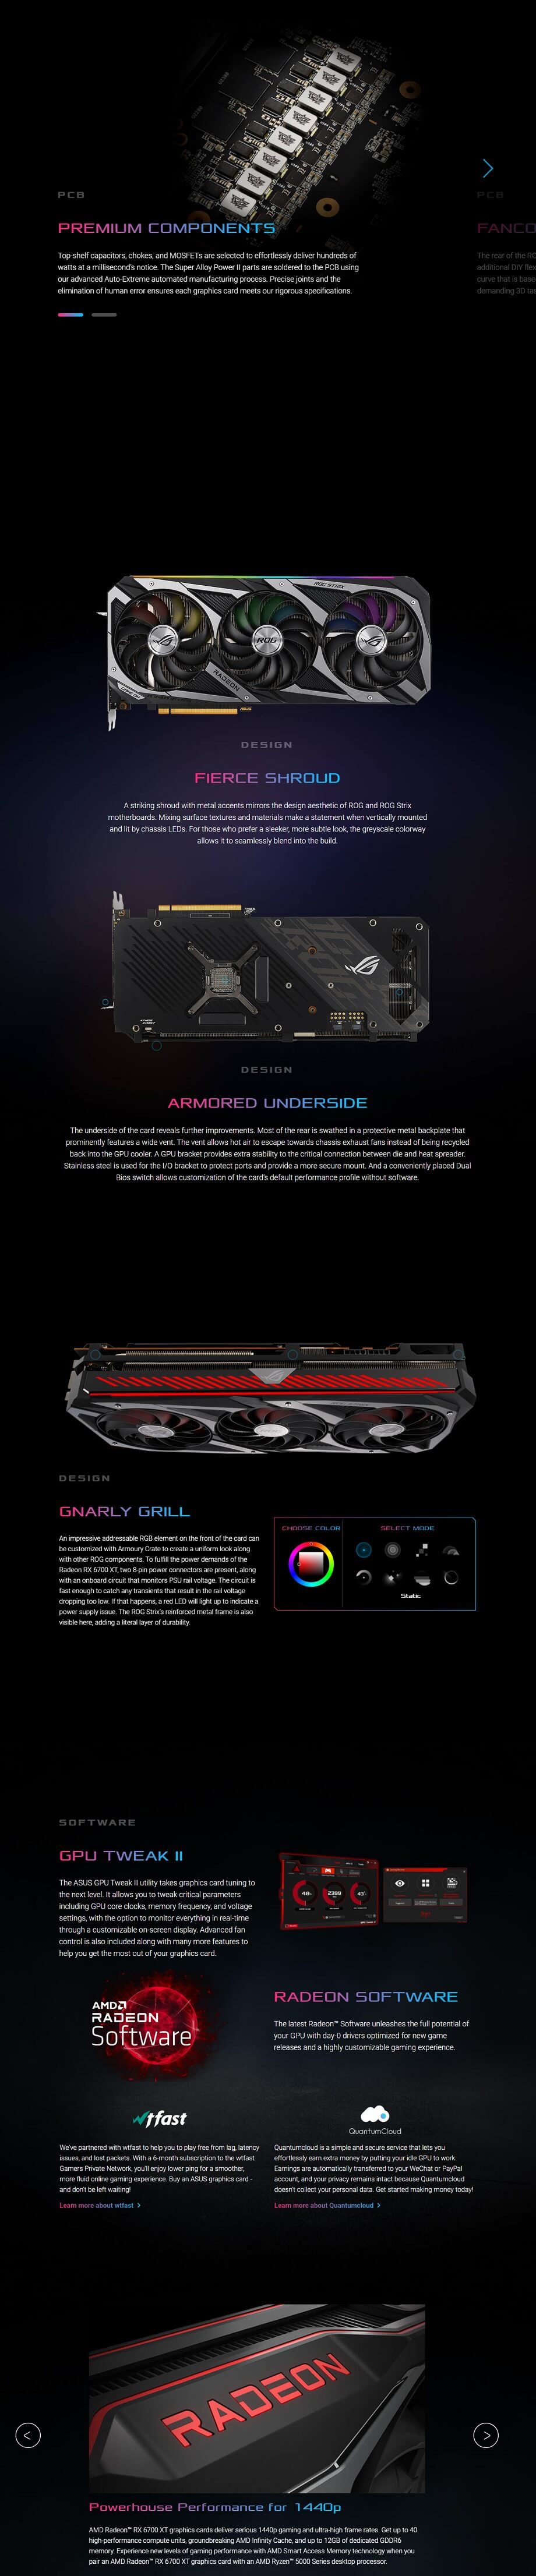 PCB
PREMIUM COMPONENTS
Top-shelf capacitors, chokes, and MOSFETs are selected to effortlessly deliver hundreds of
watts at a millisecond's notice. The Super Alloy Power II parts are soldered to the PCB using
our advanced Auto-Extreme automated manufacturing process. Precise joints and the
elimination of human error ensures each graphics card meets our rigorous specifications.
PCB
FANCO
The rear of the RO
additional DIY flex
curve that is base
demanding 3D tas
ROG STRIX
ROG
RADEON
DESIGN
FIERCE SHROUD
A striking shroud with metal accents mirrors the design aesthetic of ROG and ROG Strix
motherboards. Mixing surface textures and materials make a statement when vertically mounted
and lit by chassis LEDs. For those who prefer a sleeker, more subtle look, the greyscale colorway
allows it to seamlessly blend into the build.
DESIGN
ARMORED UNDERSIDE
The underside of the card reveals further improvements. Most of the rear is swathed in a protective metal backplate that
prominently features a wide vent. The vent allows hot air to escape towards chassis exhaust fans instead of being recycled
back into the GPU cooler. A GPU bracket provides extra stability to the critical connection between die and heat spreader.
Stainless steel is used for the I/O bracket to protect ports and provide a more secure mount. And a conveniently placed Dual
Bios switch allows customization of the card's default performance profile without software.
DESIGN
GNARLY GRILL
An impressive addressable RGB element on the front of the card can
be customized with Armoury Crate to create a uniform look along
with other ROG components. To fulfill the power demands of the
Radeon RX 6700 XT, two 8-pin power connectors are present, along
with an onboard circuit that monitors PSU rail voltage. The circuit is
fast enough to catch any transients that result in the rail voltage
dropping too low. If that happens, a red LED will light up to indicate a
power supply issue. The ROG Strix's reinforced metal frame is also
visible here, adding a literal layer of durability.
CHOOSE COLOR
SELECT MODE
Static
SOFTWARE
GPU TWEAK II
The ASUS GPU Tweak II utility takes graphics card tuning to
the next level. It allows you to tweak critical parameters
including GPU core clocks, memory frequency, and voltage
settings, with the option to monitor everything in real-time
through a customizable on-screen display. Advanced fan
control is also included along with many more features to
help you get the most out of your graphics card.
AMD
RADEON
Software
RADEON SOFTWARE
The latest Radeon™ Software unleashes the full potential of
your GPU with day-0 drivers optimized for new game
releases and a highly customizable gaming experience.
wtfast
We've partnered with wtfast to help you to play free from lag, latency
issues, and lost packets. With a 6-month subscription to the wtfast
Gamers Private Network, you'll enjoy lower ping for a smoother,
more fluid online gaming experience. Buy an ASUS graphics card -
and don't be left waiting!
Learn more about wtfast >
QuantumCloud
Quantumcloud is a simple and secure service that lets you
effortlessly earn extra money by putting your idle GPU to work.
Earnings are automatically transferred to your WeChat or PayPal
account, and your privacy remains intact because Quantumcloud
doesn't collect your personal data. Get started making money today!
Learn more about Quantumcloud >
RADEON
Powerhouse Performance for 1440p
AMD Radeon™ RX 6700 XT graphics cards deliver serious 1440p gaming and ultra-high frame rates. Get up to 40
high-performance compute units, groundbreaking AMD Infinity Cache, and up to 12GB of dedicated GDDR6
memory. Experience new levels of gaming performance with AMD Smart Access Memory technology when you
pair an AMD Radeon™ RX 6700 XT graphics card with an AMD Ryzen™ 5000 Series desktop processor.